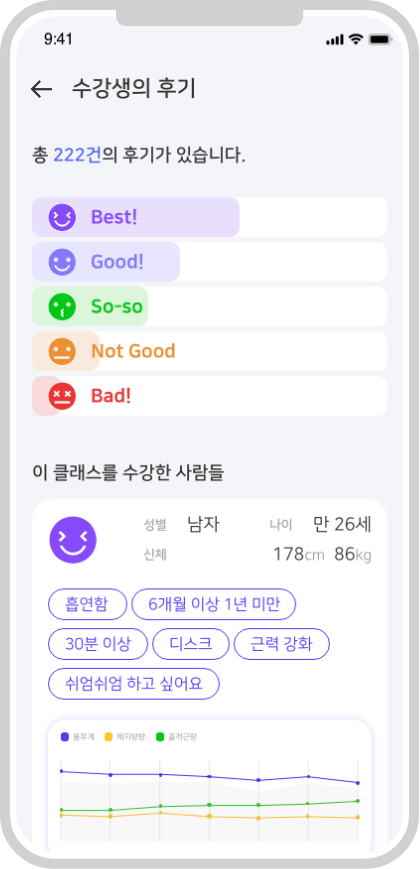 9:41
수강생의 후기
총 222건의 후기가 있습니다.
Best!
Good!
So-so
Not Good
Bad!
이 클래스를 수강한 사람들
성별 남자 나이 만 26세
신체 178cm 86kg
흡연함 6개월 이상 1년 미만
30분 이상 디스크 근력 강화
쉬엄쉬엄 하고 싶어요
몸무게 체지방량 골격근량